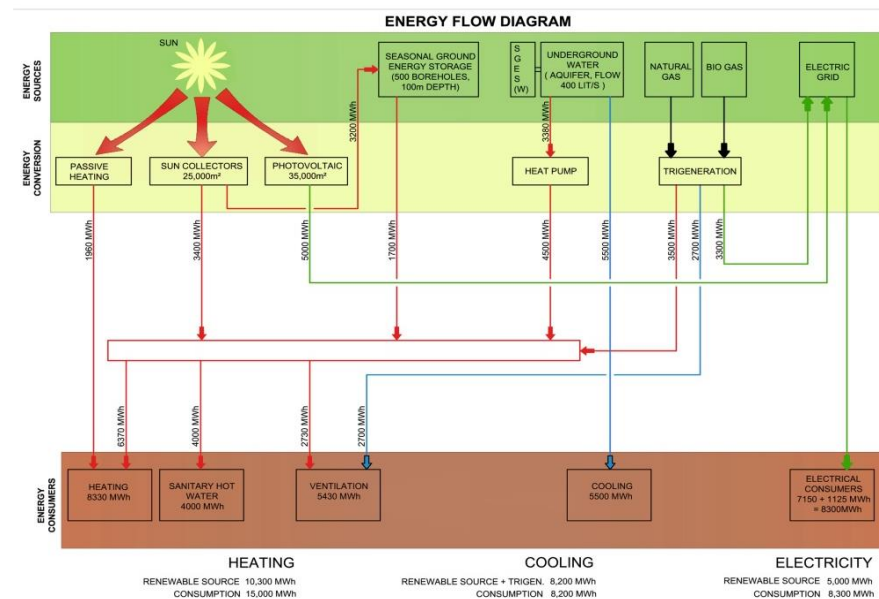 ENERGY FLOW DIAGRAM
ENERGY
SOURCES
SUN
SEASONAL GROUND
ENERGY STORAGE
(500 BOREHOLES,
100m DEPTH)
S
G
E
S
(W)
UNDERGROUND
WATER
( AQUIFER, FLOW
400 LIT/S )
NATURAL
GAS
BIO GAS
ELECTRIC
GRID
3200 MWh
3380 MWh
ENERGY
CONVERSION
PASSIVE
HEATING
SUN COLLECTORS
25,000m²
PHOTOVOLTAIC
35,000m²
HEAT PUMP
TRIGENERATION
1960 MWh
3400 MWh
5000 MWh
1700 MWh
4500 MWh
5500 MWh
3500 MWh
2700 MWh
3300 MWh
6370 MWh
4000 MWh
2730 MWh
2700 MWh
ENERGY
CONSUMERS
HEATING
8330 MWh
SANITARY HOT
WATER
4000 MWh
VENTILATION
5430 MWh
COOLING
5500 MWh
ELECTRICAL
CONSUMERS
7150 + 1125 MWh
= 8300MWh
HEATING
RENEWABLE SOURCE 10,300 MWh
CONSUMPTION 15,000 MWh
COOLING
RENEWABLE SOURCE + TRIGEN. 8,200 MWh
CONSUMPTION 8,200 MWh
ELECTRICITY
RENEWABLE SOURCE 5,000 MWh
CONSUMPTION 8,300 MWh